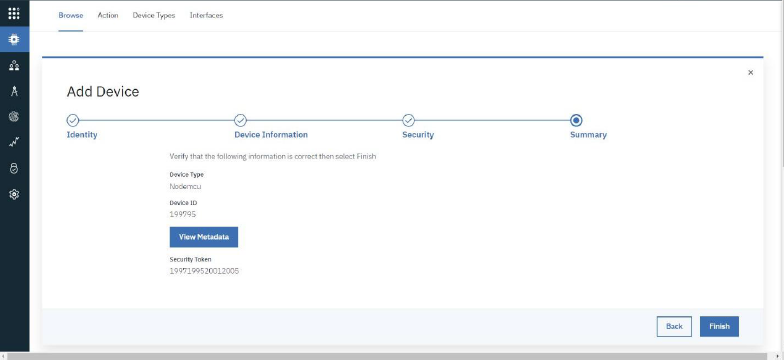 Browse Action Device Types Interfaces
Add Device
Identity Device Information Security Summary
Verify that the following information is correct then select Finish
Device Type
Nodemcu
Device ID
199795
View Metadata
Security Token
1997199520012005
Back Finish